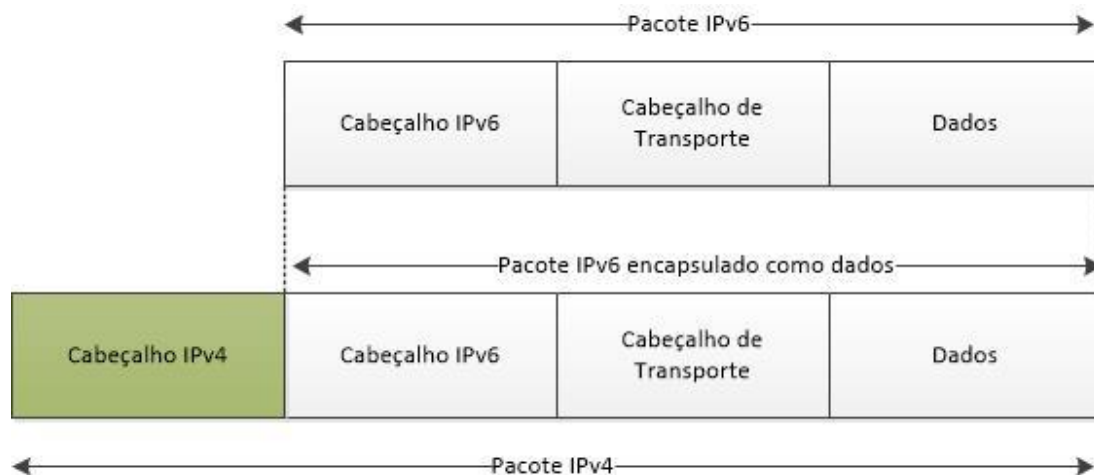 Pacote IPv6
Cabeçalho IPv6
Cabeçalho de
Transporte
Dados
Pacote IPv6 encapsulado como dados
Cabeçalho IPv4
Cabeçalho IPv6
Cabeçalho de
Transporte
Dados
Pacote IPv4